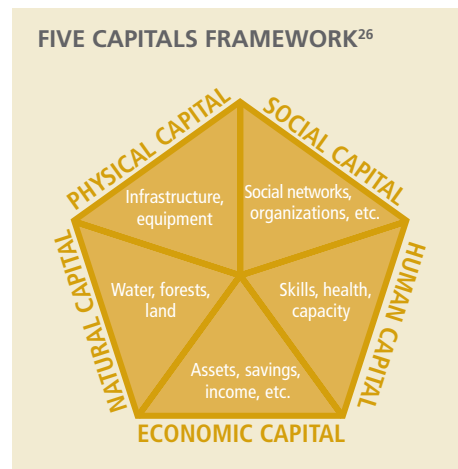 FIVE CAPITALS FRAMEWORK26
PHYSICAL CAPITAL
SOCIAL CAPITAL
Infrastructure,
equipment
Social networks,
organizations, etc.
NATURAL CAPITAL
Water, forests,
land
Skills, health,
capacity
HUMAN CAPITAL
Assets, savings,
income, etc.
ECONOMIC CAPITAL